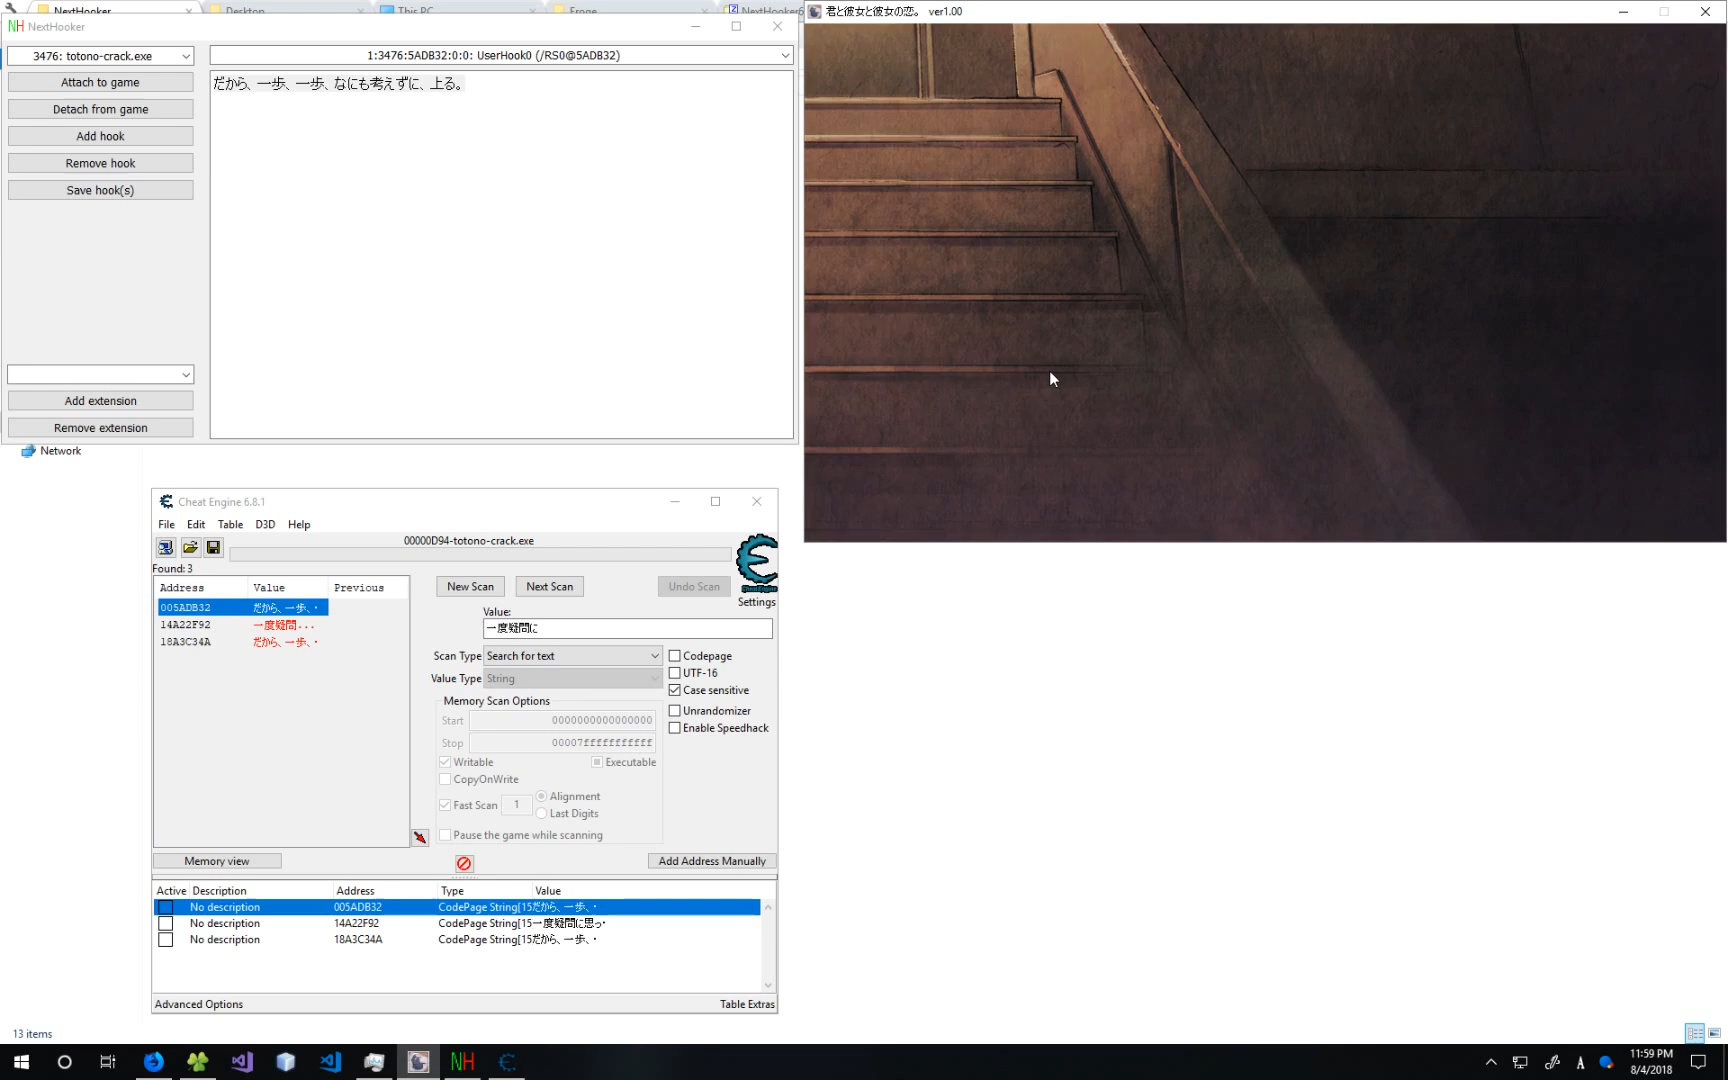 NextHooker
Desktop
This PC
Eroge
NextHooker6
NH NextHooker
3476: totono-crack.exe
1:3476:5ADB32:0:0: UserHook0 (/RS0@5ADB32)
Attach to game
Detach from game
Add hook
Remove hook
Save hook(s)
Add extension
Remove extension
だから、一歩、一歩、なにも考えずに、上る。
君と彼女と彼女の恋。 ver1.00
Network
Cheat Engine 6.8.1
File Edit Table D3D Help
00000D94-totono-crack.exe
Found: 3
Address Value Previous
005ADB32 だから、一歩、・
14A22F92 一度疑問...
18A3C34A だから、一歩、・
New Scan Next Scan Undo Scan
Settings
Value:
一度疑問に
Scan Type Search for text
Value Type String
Codepage
UTF-16
Case sensitive
Unrandomizer
Enable Speedhack
Memory Scan Options
Start 0000000000000000
Stop 00007fffffffffff
Writable Executable
CopyOnWrite
Fast Scan 1 Alignment
Last Digits
Pause the game while scanning
Memory view Add Address Manually
Active Description Address Type Value
No description 005ADB32 CodePage String[15だから、一歩、・
No description 14A22F92 CodePage String[15一度疑問に思っ・
No description 18A3C34A CodePage String[15だから、一歩、・
Advanced Options Table Extras
13 items
NH
A
11:59 PM
8/4/2018